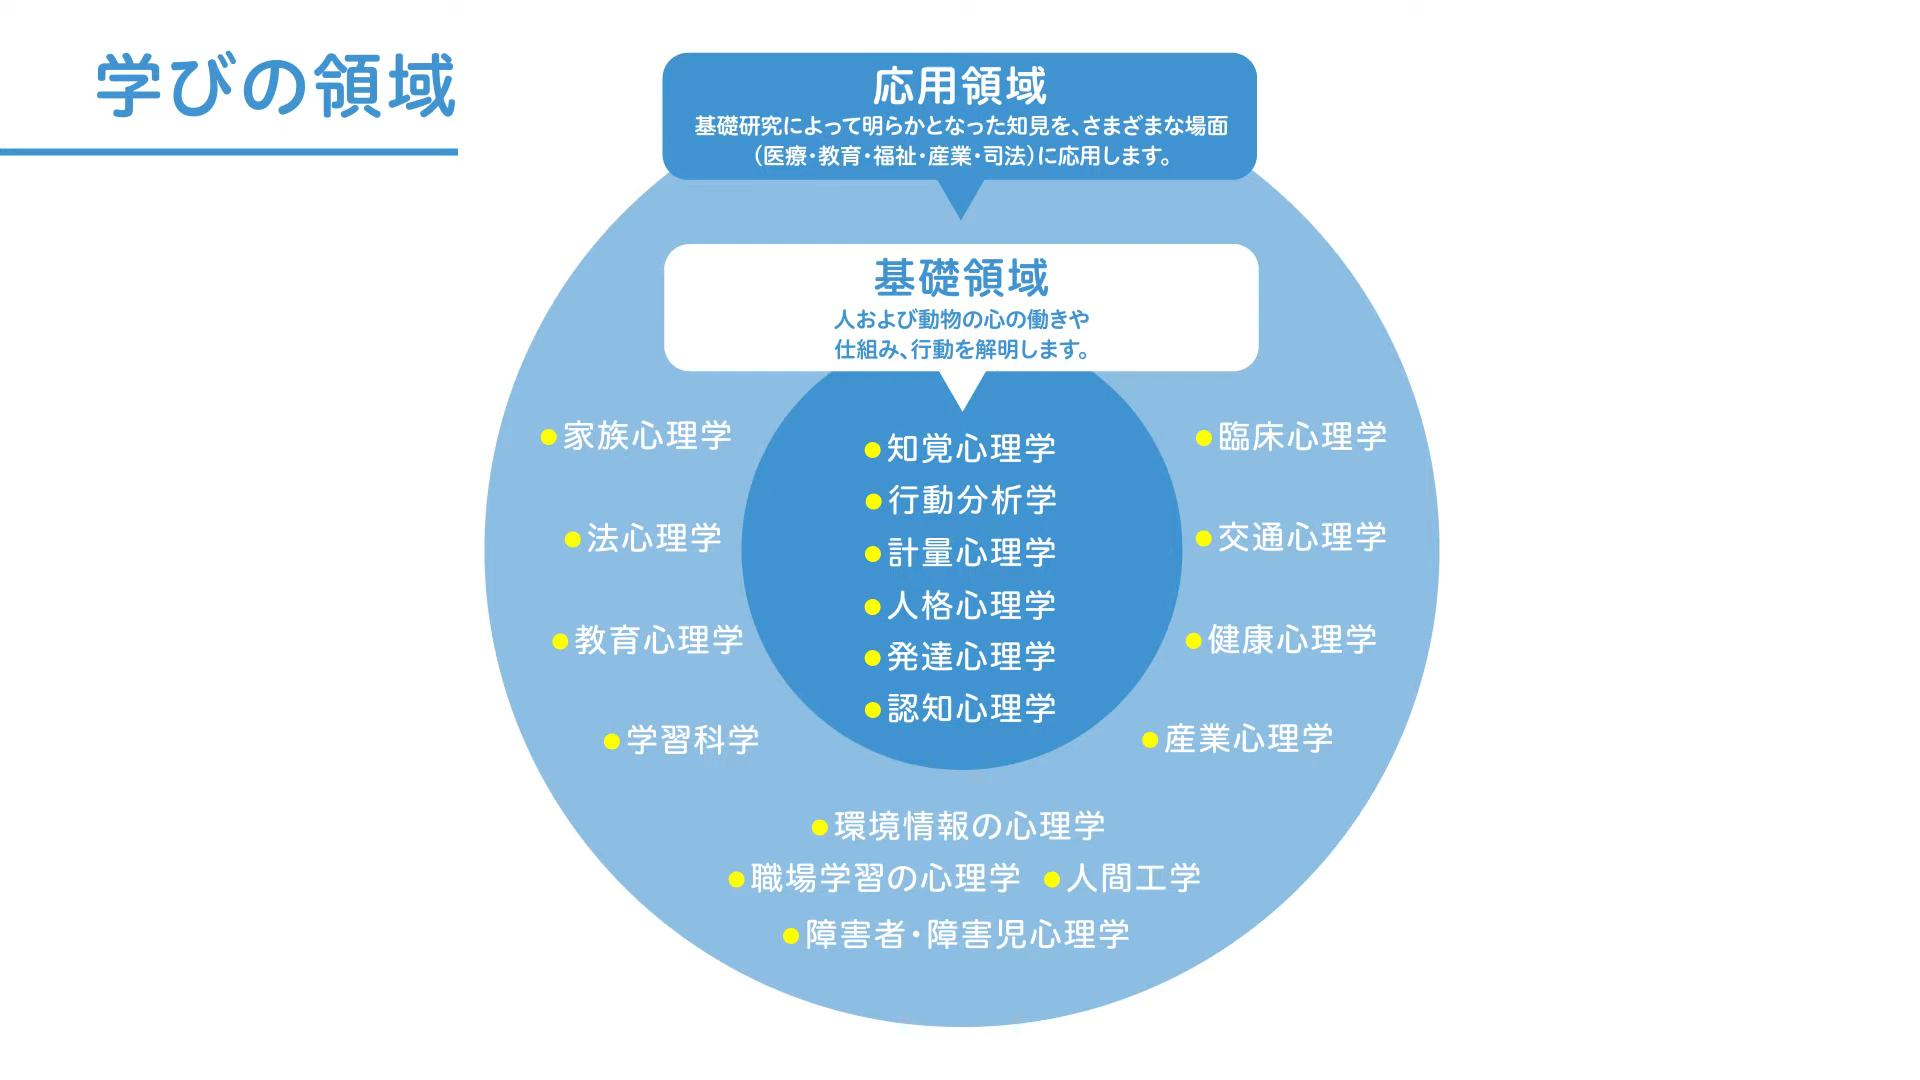 学びの領域
応用領域
基礎研究によって明らかとなった知見を、さまざまな場面
（医療・教育・福祉・産業・司法）に応用します。
基礎領域
人および動物の心の働きや
仕組み、行動を解明します。
●知覚心理学
●行動分析学
●計量心理学
●人格心理学
●発達心理学
●認知心理学
●家族心理学
●法心理学
●教育心理学
●学習科学
●臨床心理学
●交通心理学
●健康心理学
●産業心理学
●環境情報の心理学
●職場学習の心理学 ●人間工学
●障害者・障害児心理学